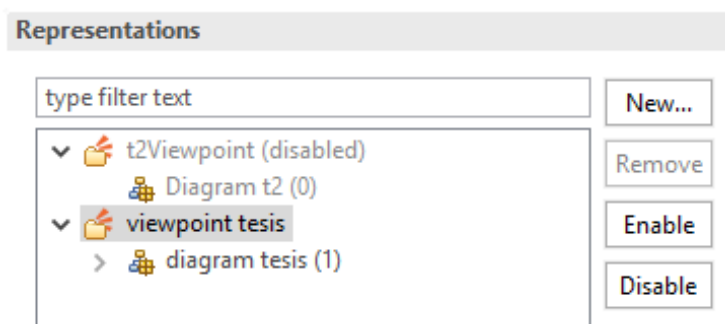 Representations
type filter text
New...
t2Viewpoint (disabled)
Remove
Diagram t2 (0)
viewpoint tesis
Enable
diagram tesis (1)
Disable